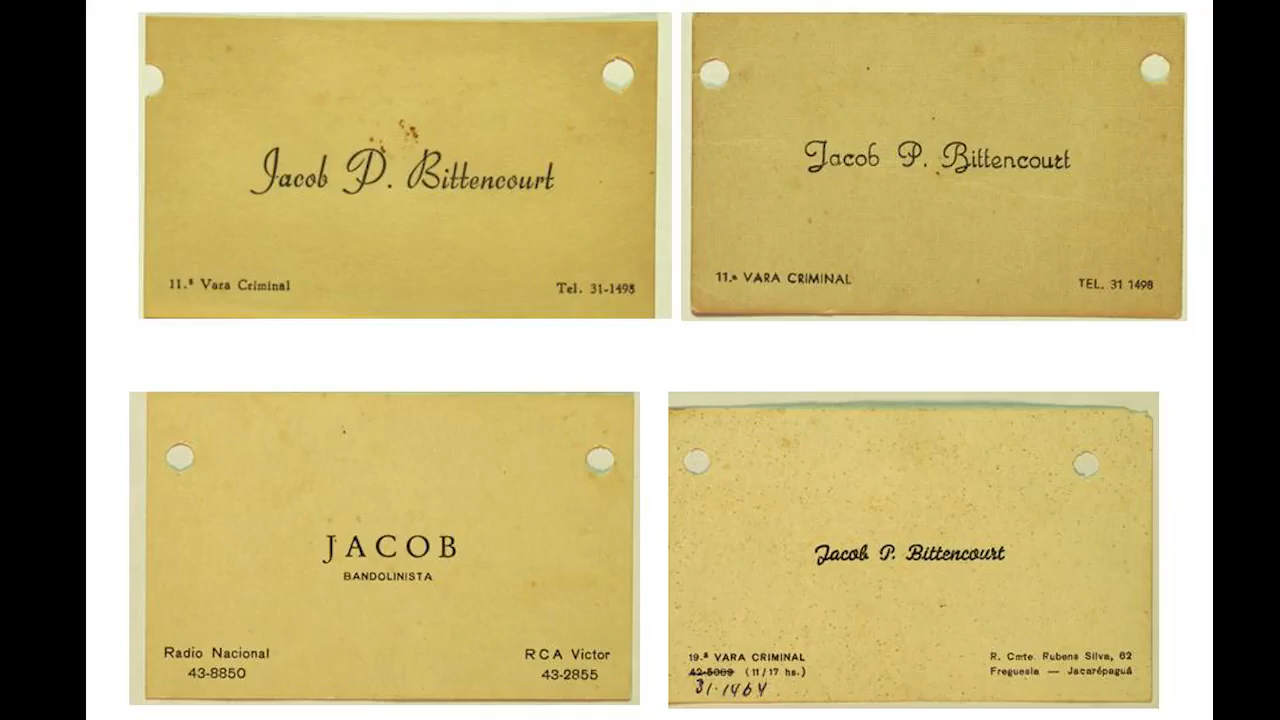 Jacob P. Bittencourt
11.ª Vara Criminal
Tel. 31-1498
Jacob P. Bittencourt
11.ª VARA CRIMINAL
TEL. 31 1498
JACOB
BANDOLINISTA
Radio Nacional
43-8850
RCA Victor
43-2855
Jacob P. Bittencourt
19.ª VARA CRIMINAL
42-5089 (11/17 hs.)
31-1464
R. Cmte. Rubens Silva, 62
Freguesia — Jacarépaguá